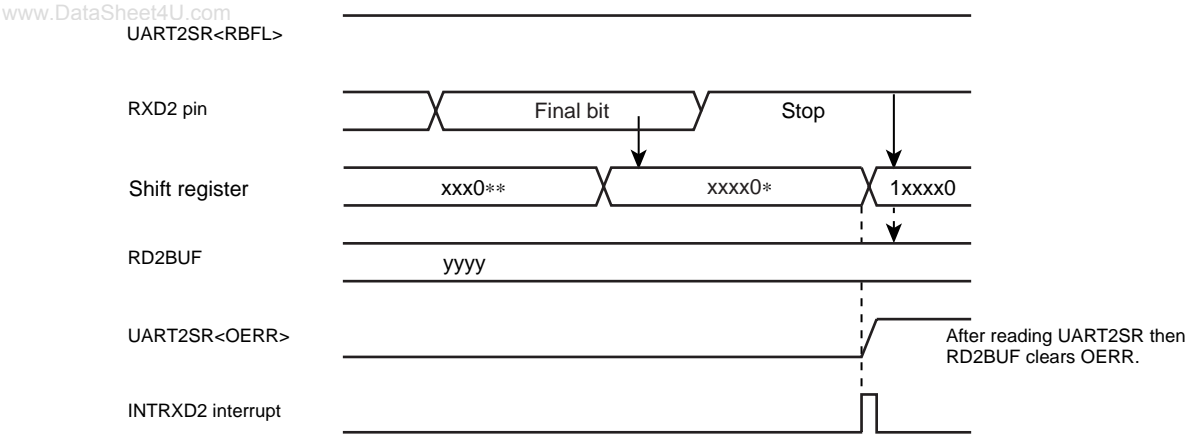 www.DataSheet4U.com
UART2SR<RBFL>
RXD2 pin
Final bit
Stop
Shift register
xxx0**
xxxx0*
1xxxx0
RD2BUF
yyyy
UART2SR<OERR>
After reading UART2SR then
RD2BUF clears OERR.
INTRXD2 interrupt